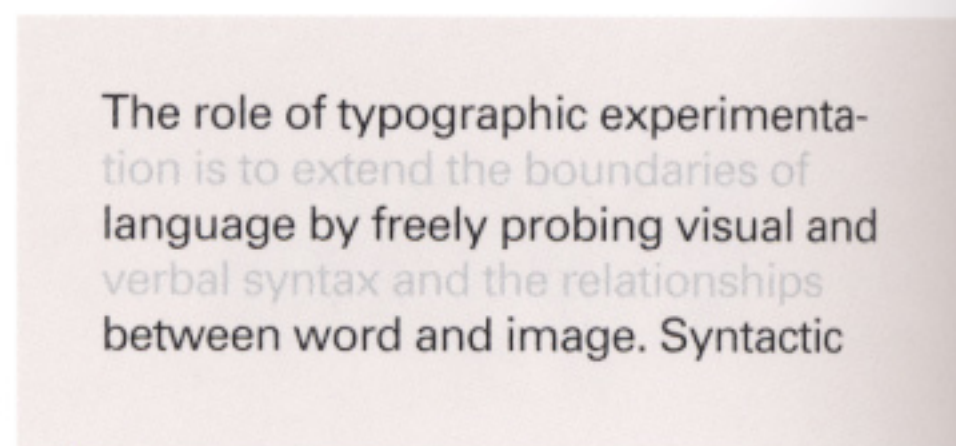 The role of typographic experimenta-
tion is to extend the boundaries of
language by freely probing visual and
verbal syntax and the relationships
between word and image. Syntactic